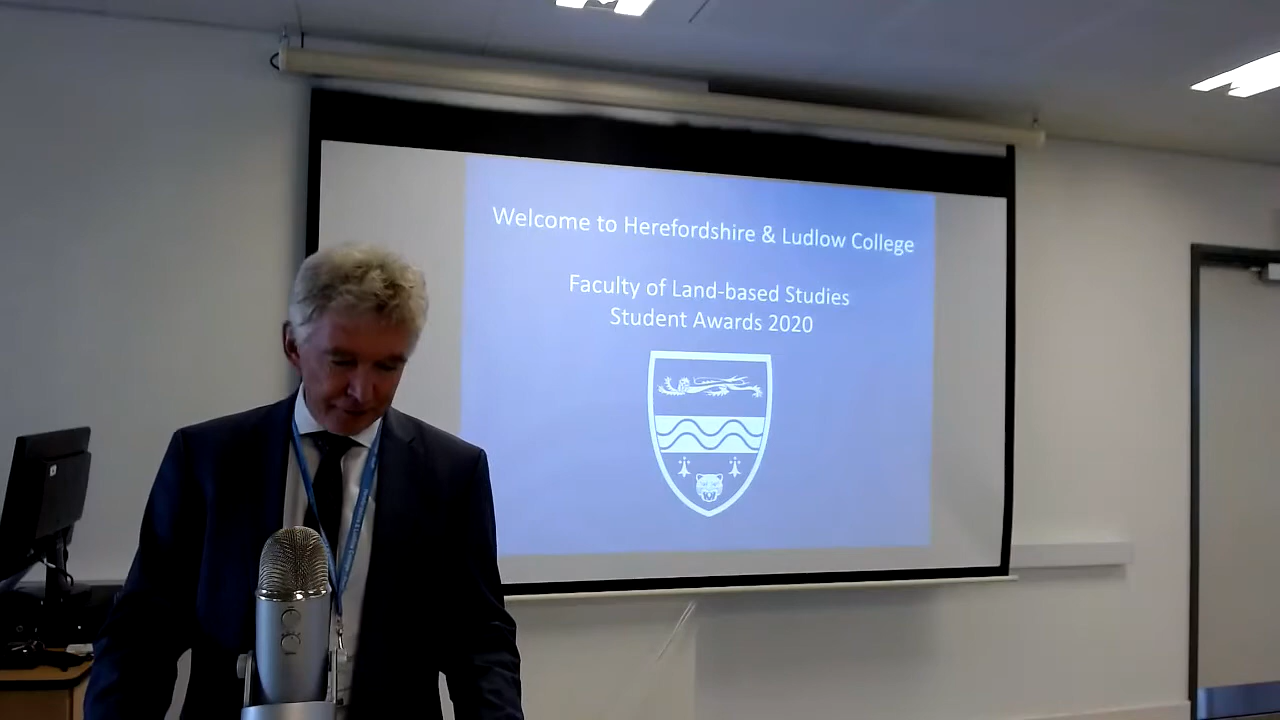 Welcome to Herefordshire & Ludlow College
Faculty of Land-based Studies
Student Awards 2020